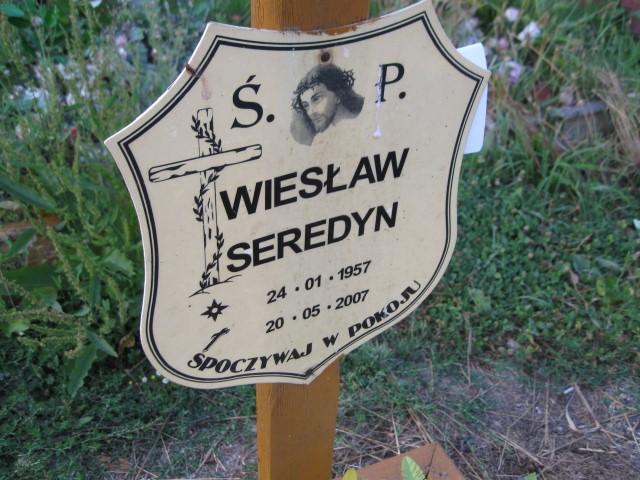 Ś. P.
WIESŁAW
SEREDYN
24 · 01 · 1957
20 · 05 · 2007
SPOCZYWAJ W POKOJU